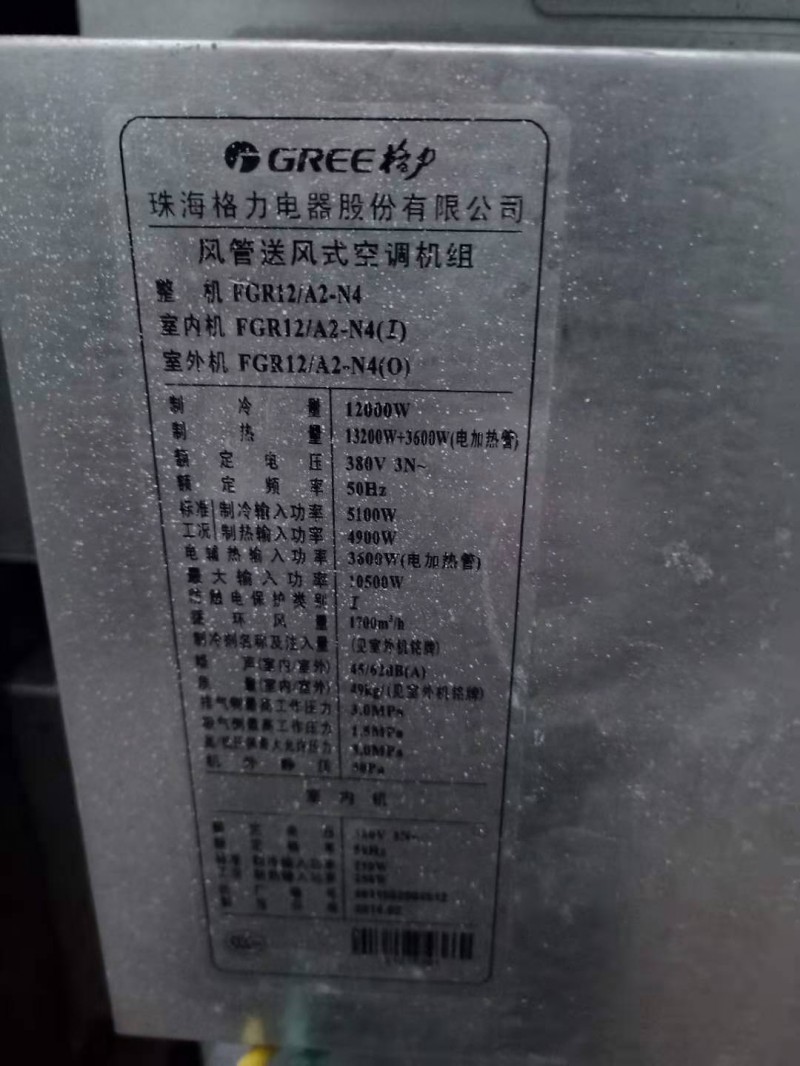 GREE格力
珠海格力电器股份有限公司
风管送风式空调机组
整 机 FGR12/A2-N4
室内机 FGR12/A2-N4(I)
室外机 FGR12/A2-N4(O)
制 冷 量 12000W
制 热 量 13200W+3600W(电加热管)
额 定 电 压 380V 3N~
额 定 频 率 50Hz
标准 制冷输入功率 5100W
工况 制热输入功率 4900W
电辅热输入功率 3600W(电加热管)
最大输入功率 10500W
防触电保护类别 I
循 环 风 量 1700m³/h
制冷剂名称及注入量 (见室外机铭牌)
噪 声(室内/室外) 45/62dB(A)
质 量(室内/室外) 49kg/(见室外机铭牌)
排气侧最高工作压力 3.0MPa
吸气侧最高工作压力
机 外 静 压
室 内 机